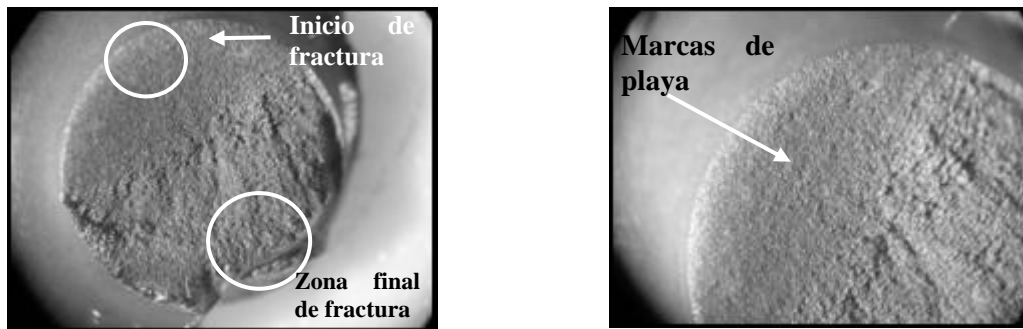 Inicio de
fractura
Zona final
de fractura
Marcas de
playa